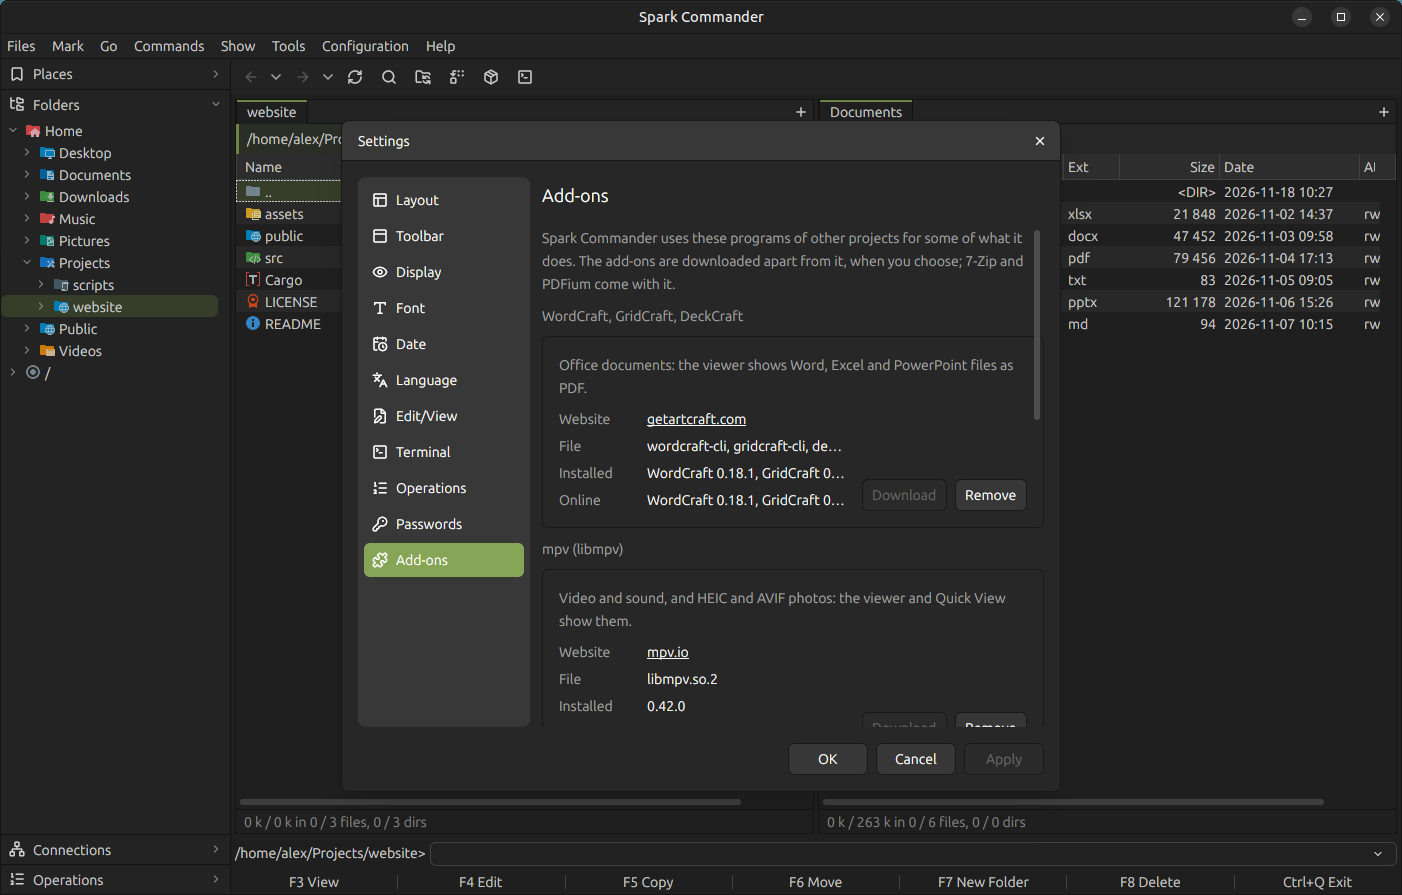 Spark Commander
Files Mark Go Commands Show Tools Configuration Help
Places
Folders
Home
Desktop
Documents
Downloads
Music
Pictures
Projects
scripts
website
Public
Videos
/
Connections
Operations
website +
/home/alex/Pro
Name
..
assets
public
src
Cargo
LICENSE
README
Documents +
Ext Size Date At
<DIR> 2026-11-18 10:27
xlsx 21 848 2026-11-02 14:37 rw
docx 47 452 2026-11-03 09:58 rw
pdf 79 456 2026-11-04 17:13 rw
txt 83 2026-11-05 09:05 rw
pptx 121 178 2026-11-06 15:26 rw
md 94 2026-11-07 10:15 rw
Settings
Layout
Toolbar
Display
Font
Date
Language
Edit/View
Terminal
Operations
Passwords
Add-ons
Add-ons
Spark Commander uses these programs of other projects for some of what it
does. The add-ons are downloaded apart from it, when you choose; 7-Zip and
PDFium come with it.
WordCraft, GridCraft, DeckCraft
Office documents: the viewer shows Word, Excel and PowerPoint files as
PDF.
Website getartcraft.com
File wordcraft-cli, gridcraft-cli, de…
Installed WordCraft 0.18.1, GridCraft 0…
Online WordCraft 0.18.1, GridCraft 0…
Download Remove
mpv (libmpv)
Video and sound, and HEIC and AVIF photos: the viewer and Quick View
show them.
Website mpv.io
File libmpv.so.2
Installed 0.42.0
Download Remove
OK Cancel Apply
0 k / 0 k in 0 / 3 files, 0 / 3 dirs
0 k / 263 k in 0 / 6 files, 0 / 0 dirs
/home/alex/Projects/website>
F3 View F4 Edit F5 Copy F6 Move F7 New Folder F8 Delete Ctrl+Q Exit